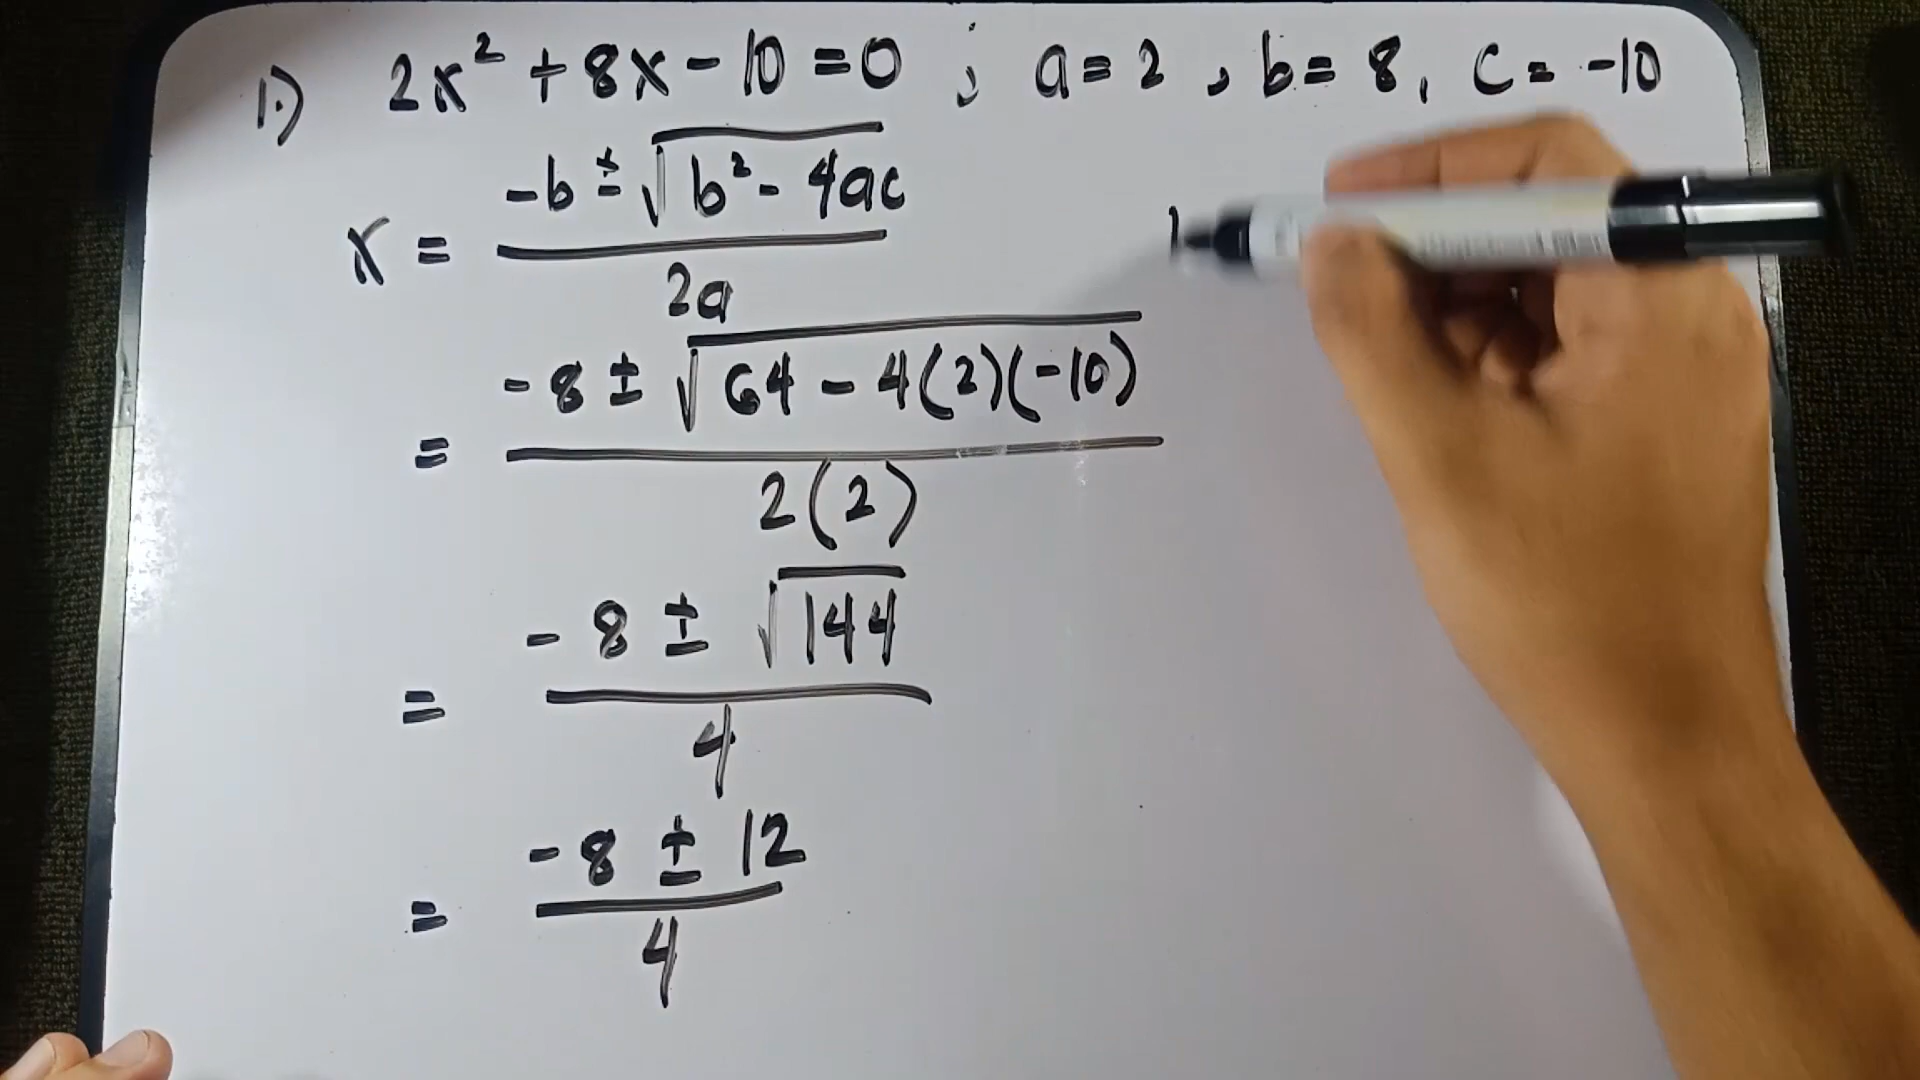 1.) 2x² + 8x - 10 = 0 ; a = 2 , b = 8 , c = -10
x = -b ± √b² - 4ac
2a
= -8 ± √64 - 4(2)(-10)
2(2)
= -8 ± √144
4
= -8 ± 12
4